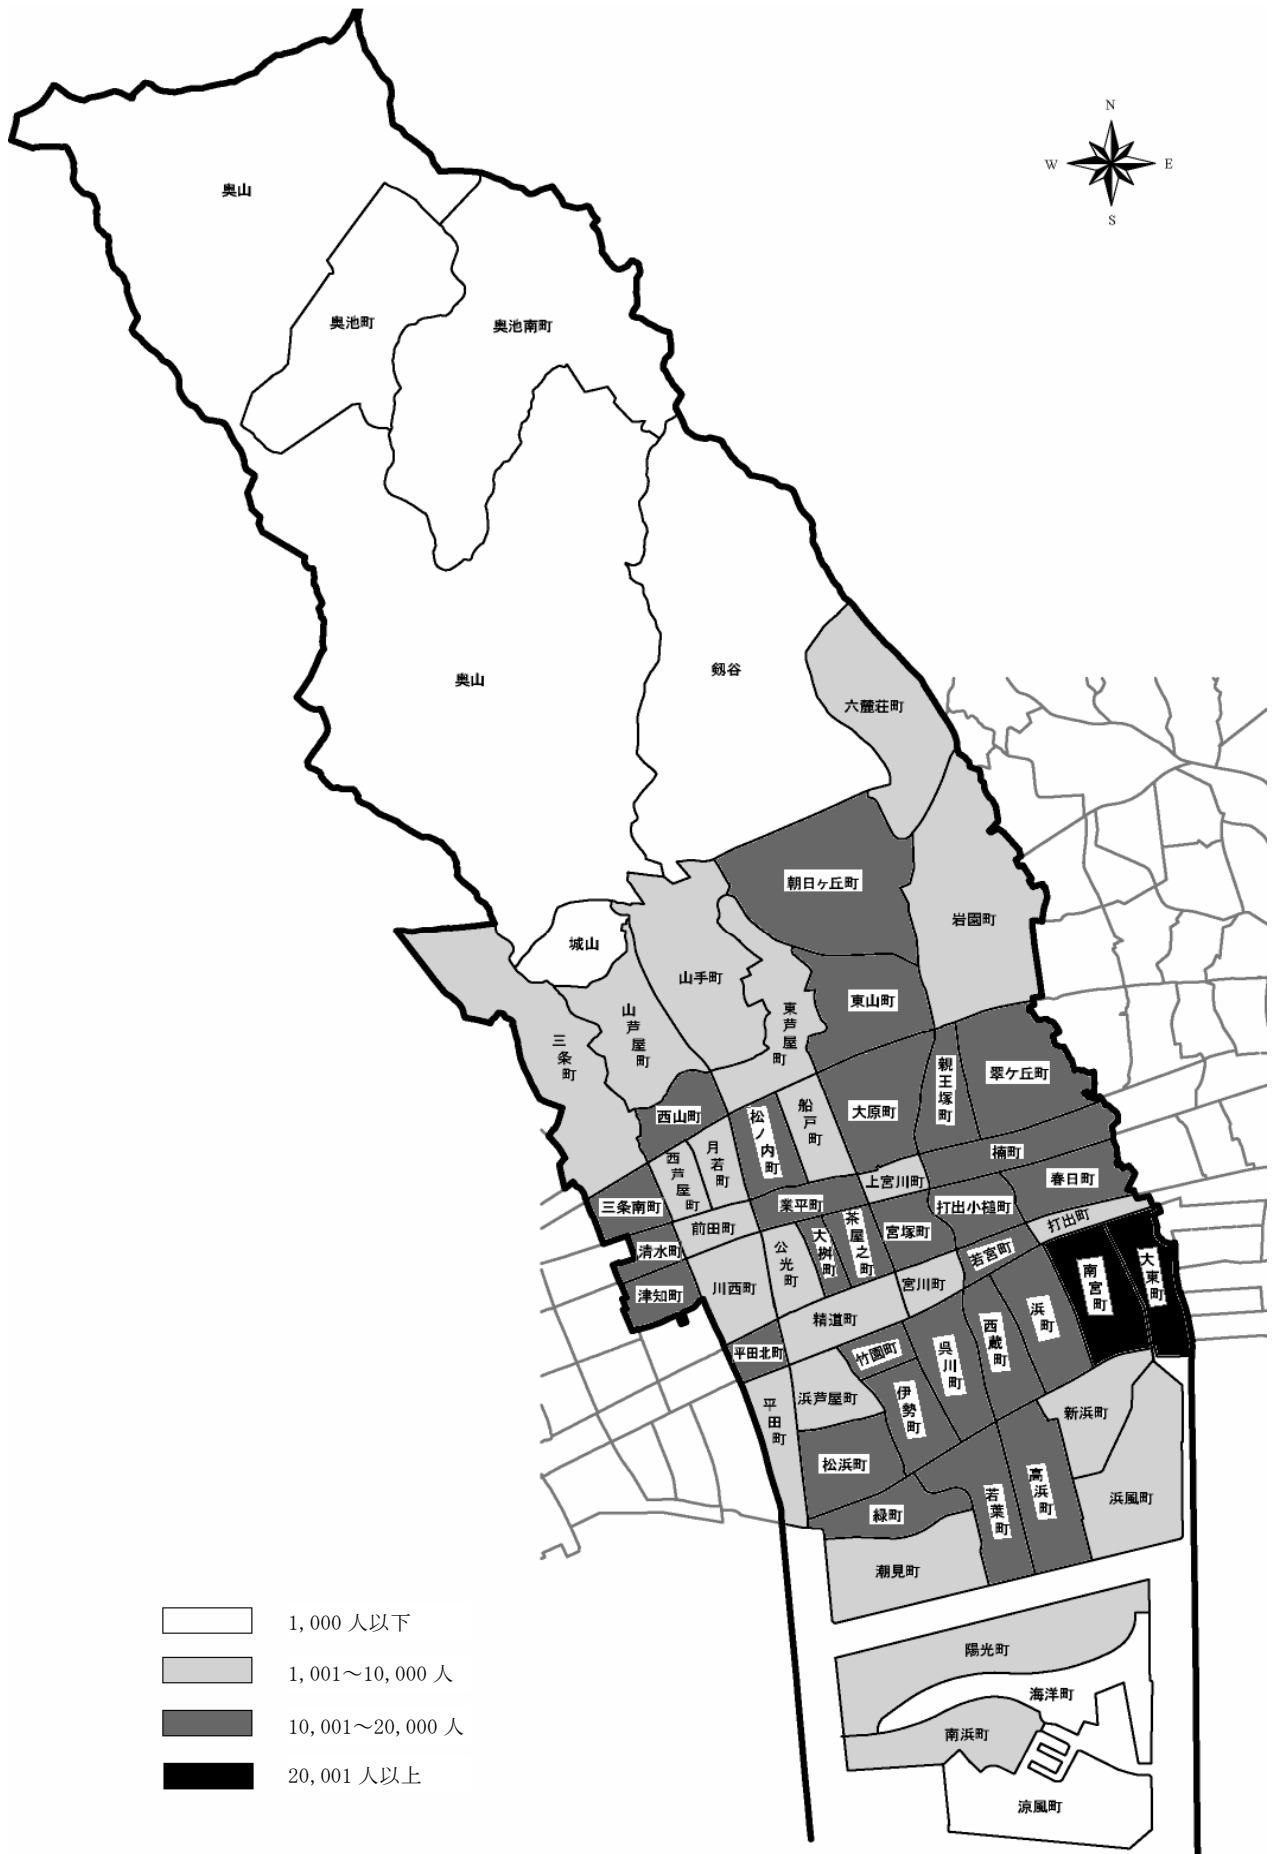 N
W
E
S
奥山
奥池町
奥池南町
奥山
剱谷
六麓荘町
朝日ヶ丘町
岩園町
城山
山手町
東山町
東芦屋町
山芦屋町
三条町
親王塚町
翠ケ丘町
西山町
松ノ内町
船戸町
大原町
月若町
西芦屋町
楠町
上宮川町
春日町
三条南町
業平町
打出小槌町
前田町
茶屋之町
宮塚町
打出町
清水町
公光町
大桝町
若宮町
南宮町
大東町
津知町
川西町
宮川町
浜町
精道町
西蔵町
平田北町
竹園町
呉川町
浜芦屋町
伊勢町
平田町
新浜町
松浜町
高浜町
浜風町
若葉町
緑町
潮見町
陽光町
海洋町
南浜町
涼風町
1,000 人以下
1,001～10,000 人
10,001～20,000 人
20,001 人以上